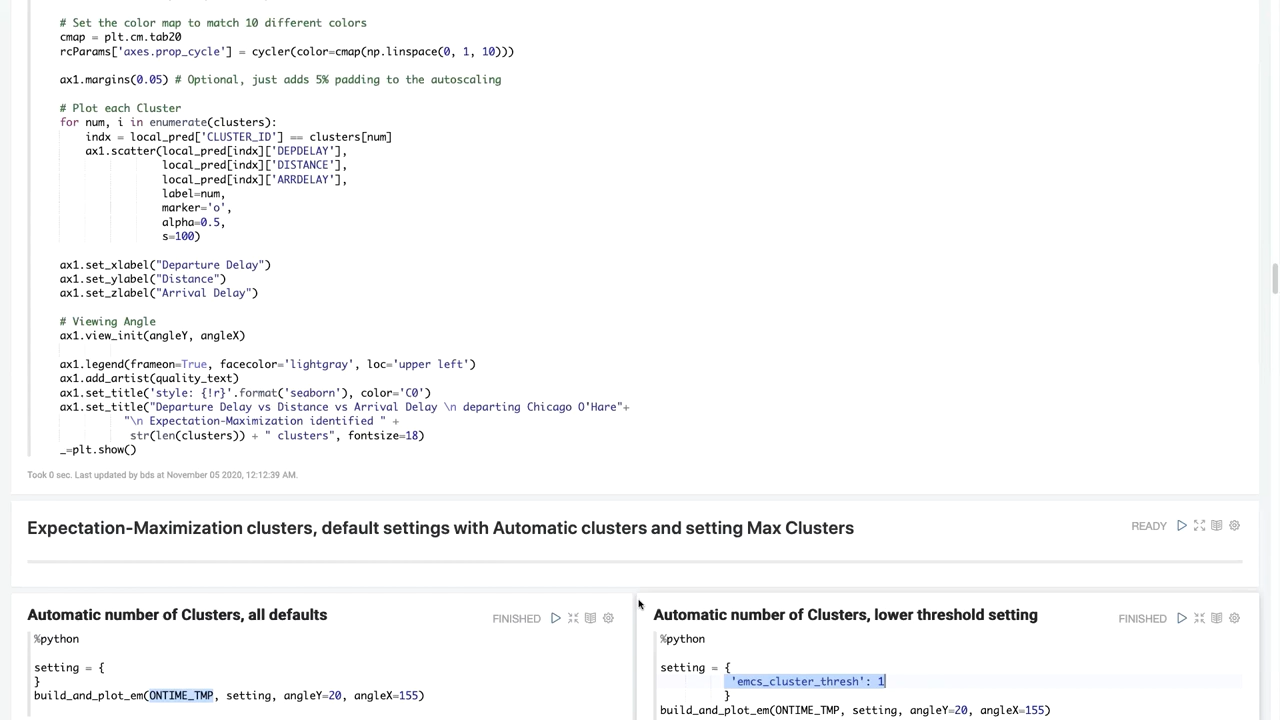 # Set the color map to match 10 different colors
cmap = plt.cm.tab20
rcParams['axes.prop_cycle'] = cycler(color=cmap(np.linspace(0, 1, 10)))
ax1.margins(0.05) # Optional, just adds 5% padding to the autoscaling
# Plot each Cluster
for num, i in enumerate(clusters):
    indx = local_pred['CLUSTER_ID'] == clusters[num]
    ax1.scatter(local_pred[indx]['DEPDELAY'],
                local_pred[indx]['DISTANCE'],
                local_pred[indx]['ARRDELAY'],
                label=num,
                marker='o',
                alpha=0.5,
                s=100)
ax1.set_xlabel("Departure Delay")
ax1.set_ylabel("Distance")
ax1.set_zlabel("Arrival Delay")
# Viewing Angle
ax1.view_init(angleY, angleX)
ax1.legend(frameon=True, facecolor='lightgray', loc='upper left')
ax1.add_artist(quality_text)
ax1.set_title('style: {!r}'.format('seaborn'), color='C0')
ax1.set_title("Departure Delay vs Distance vs Arrival Delay \n departing Chicago O'Hare"+
          "\n Expectation-Maximization identified " +
           str(len(clusters)) + " clusters", fontsize=18)
_=plt.show()
Took 0 sec. Last updated by bds at November 05 2020, 12:12:39 AM.
Expectation-Maximization clusters, default settings with Automatic clusters and setting Max Clusters
READY
Automatic number of Clusters, all defaults
FINISHED
%python
setting = {
}
build_and_plot_em(ONTIME_TMP, setting, angleY=20, angleX=155)
Automatic number of Clusters, lower threshold setting
FINISHED
%python
setting = {
           'emcs_cluster_thresh': 1
          }
build_and_plot_em(ONTIME_TMP, setting, angleY=20, angleX=155)